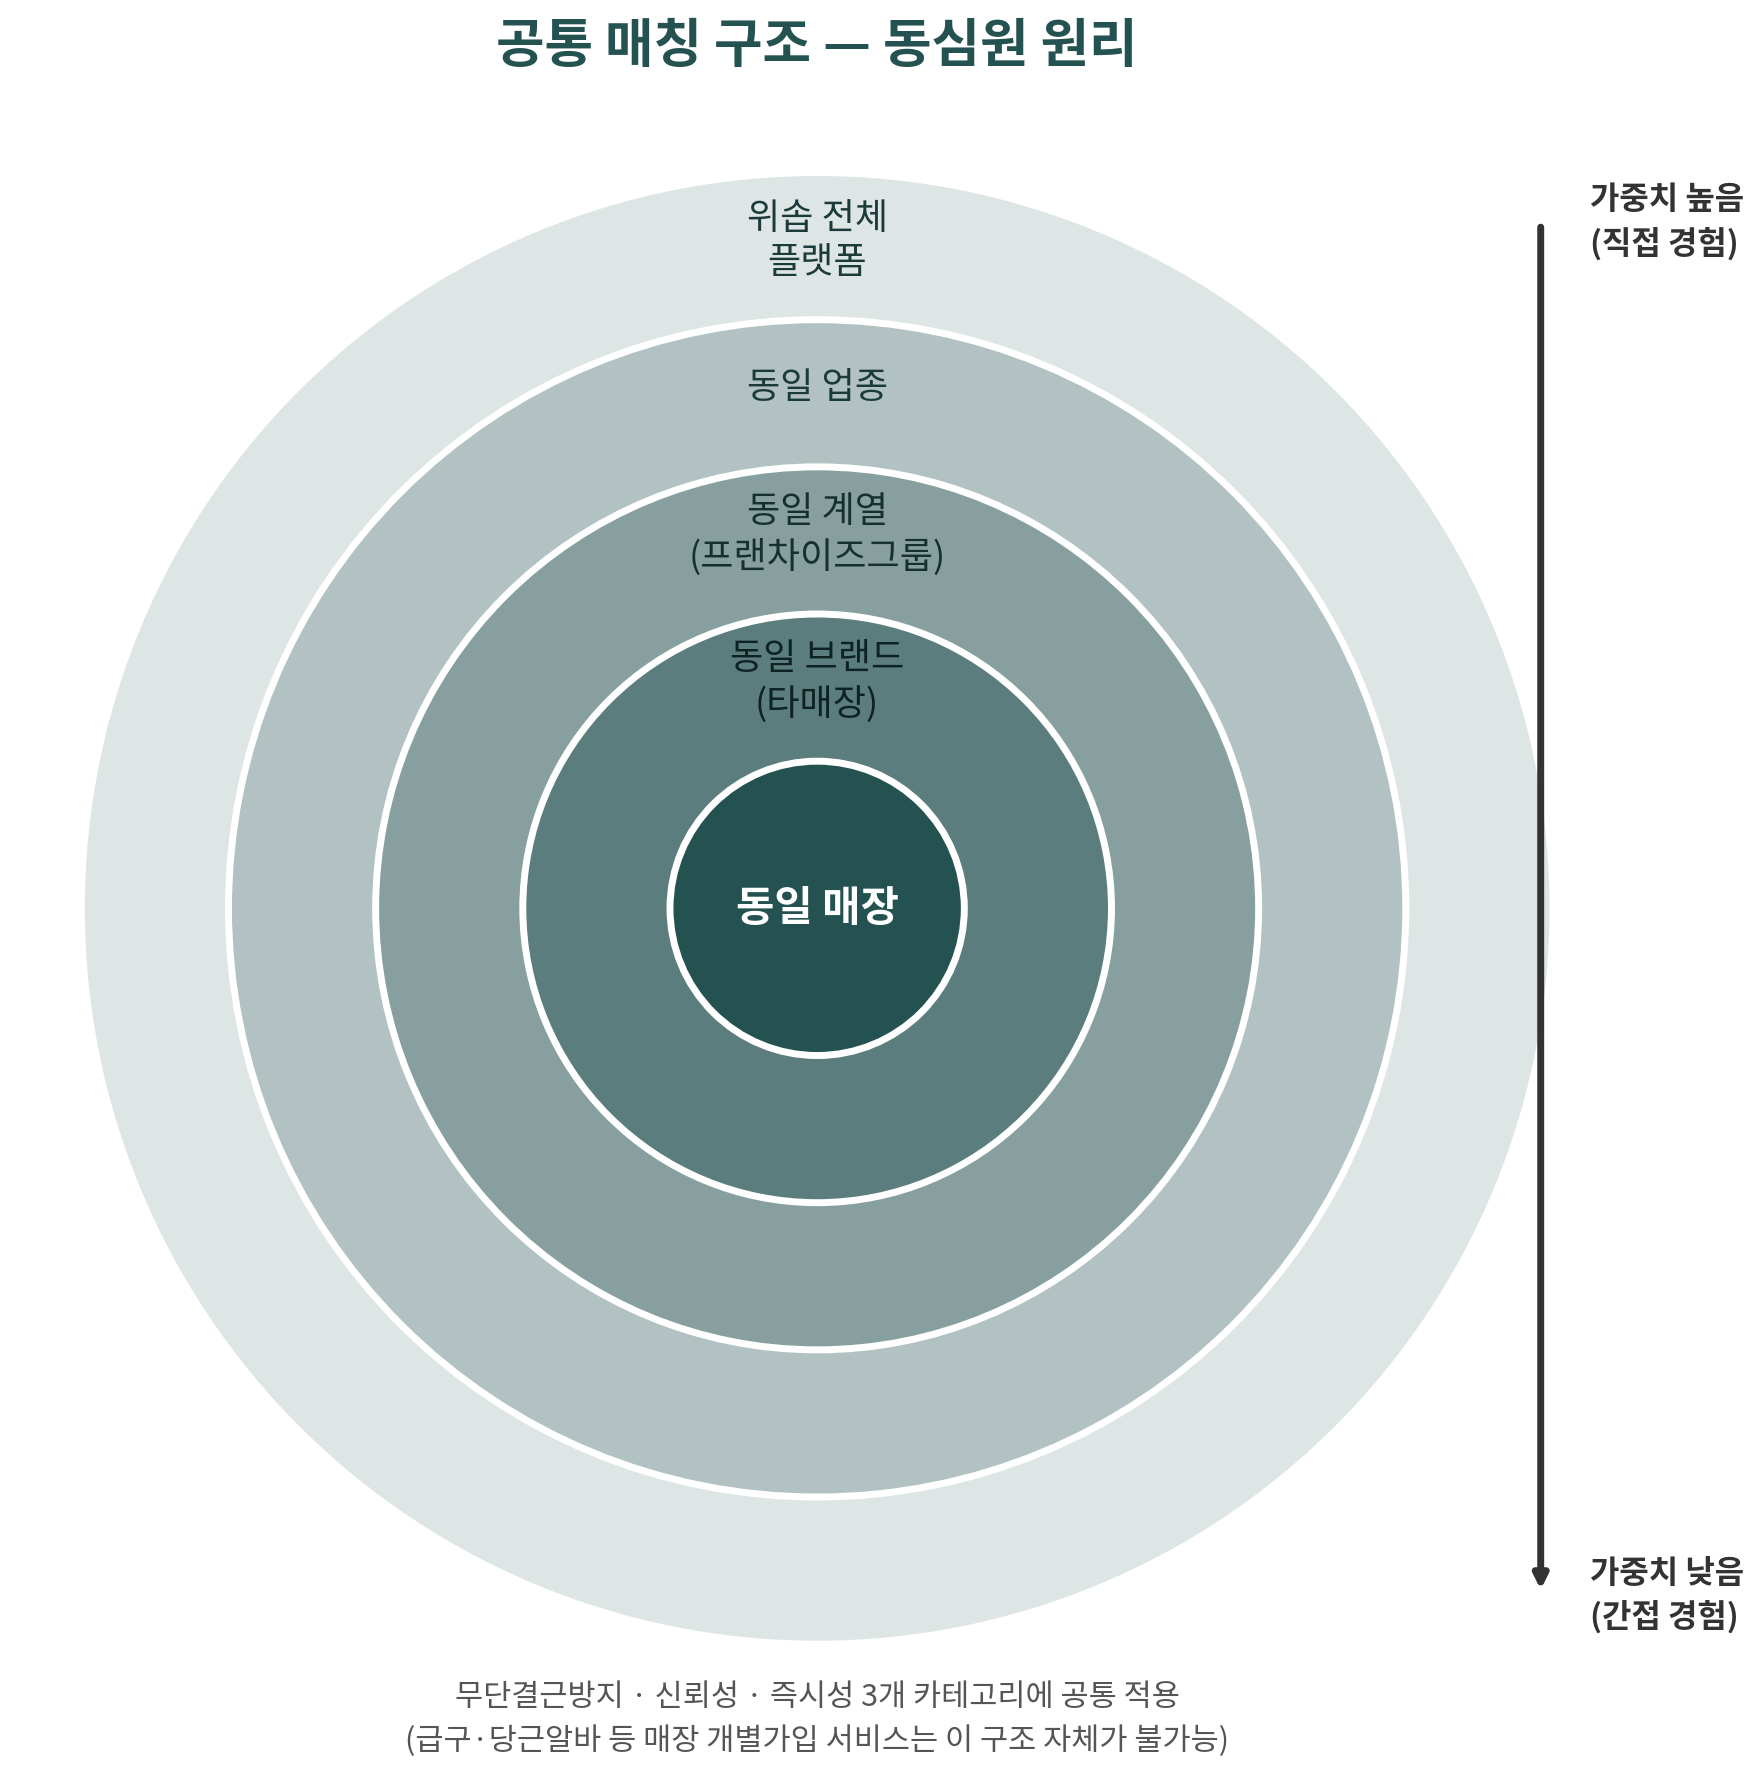 공통 매칭 구조 — 동심원 원리
가중치 높음
(직접 경험)
위솝 전체
플랫폼
동일 업종
동일 계열
(프랜차이즈그룹)
동일 브랜드
(타매장)
동일 매장
가중치 낮음
(간접 경험)
무단결근방지 · 신뢰성 · 즉시성 3개 카테고리에 공통 적용
(급구·당근알바 등 매장 개별가입 서비스는 이 구조 자체가 불가능)